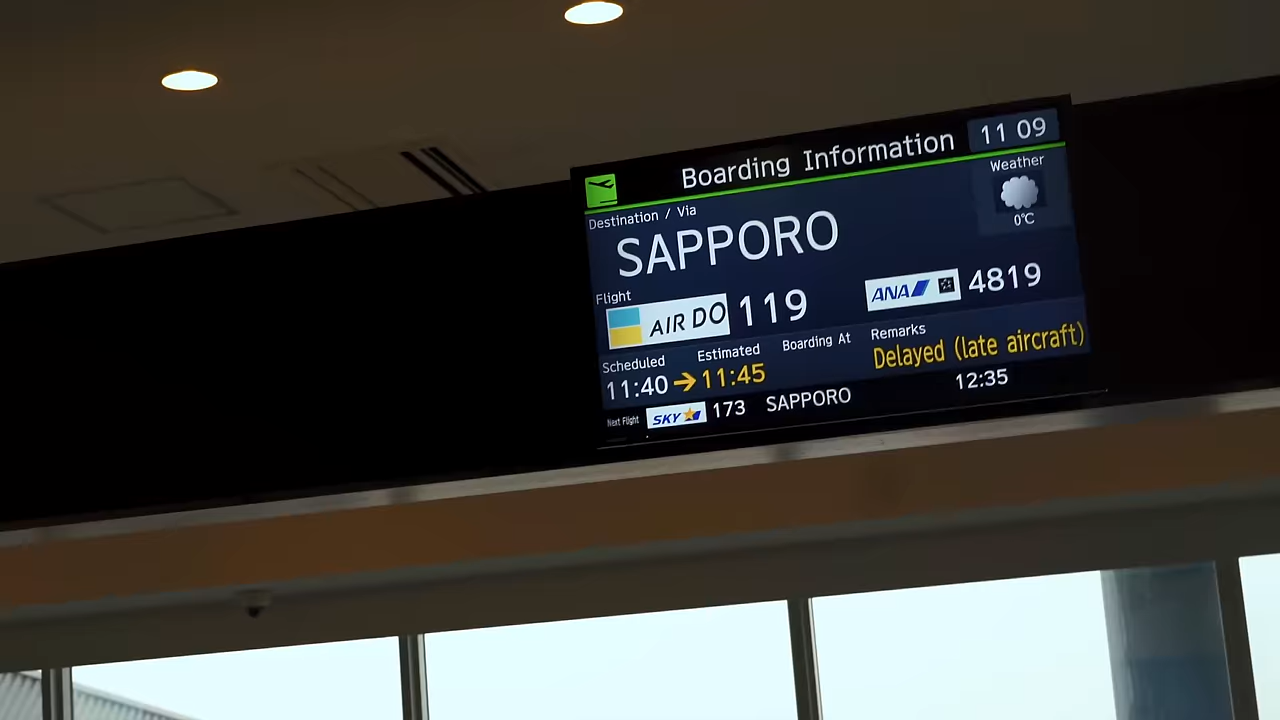 Boarding Information 11 09
Destination / Via
Weather
SAPPORO
0℃
Flight
AIR DO 119 ANA 4819
Scheduled Estimated Boarding At Remarks
11:40 → 11:45 Delayed (late aircraft)
Next Flight SKY 173 SAPPORO 12:35